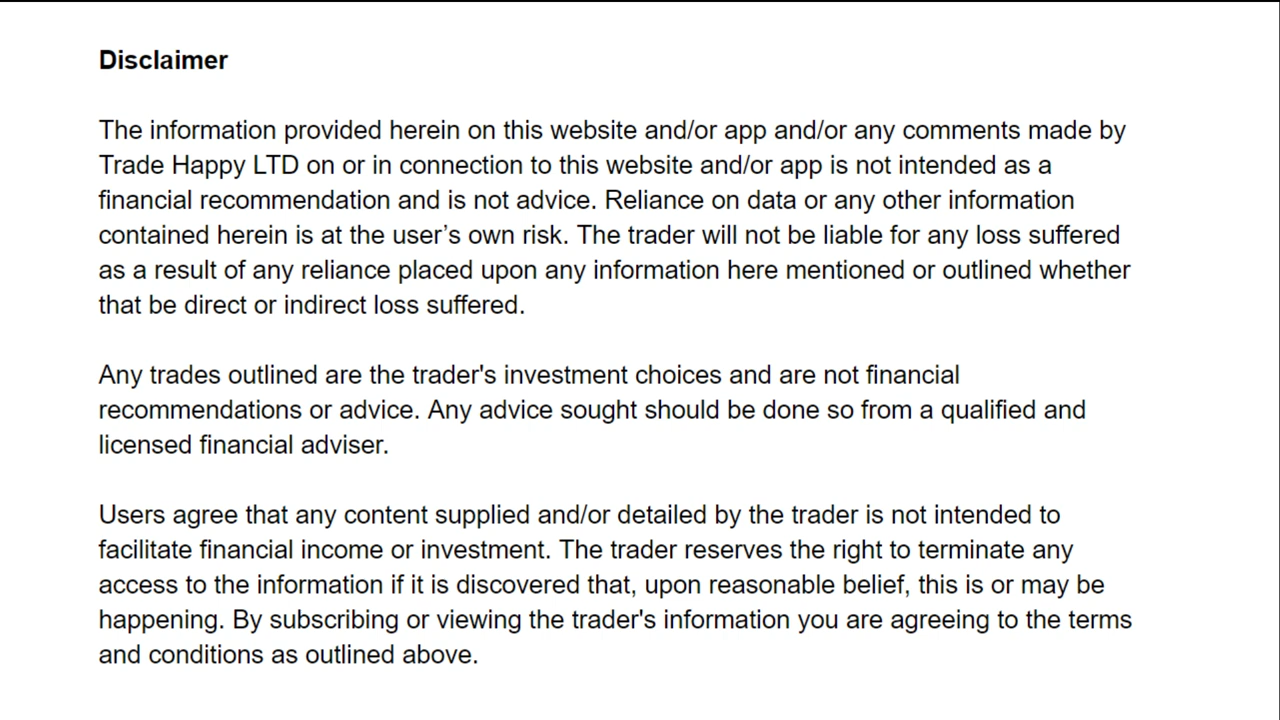 Disclaimer
The information provided herein on this website and/or app and/or any comments made by
Trade Happy LTD on or in connection to this website and/or app is not intended as a
financial recommendation and is not advice. Reliance on data or any other information
contained herein is at the user’s own risk. The trader will not be liable for any loss suffered
as a result of any reliance placed upon any information here mentioned or outlined whether
that be direct or indirect loss suffered.
Any trades outlined are the trader's investment choices and are not financial
recommendations or advice. Any advice sought should be done so from a qualified and
licensed financial adviser.
Users agree that any content supplied and/or detailed by the trader is not intended to
facilitate financial income or investment. The trader reserves the right to terminate any
access to the information if it is discovered that, upon reasonable belief, this is or may be
happening. By subscribing or viewing the trader's information you are agreeing to the terms
and conditions as outlined above.